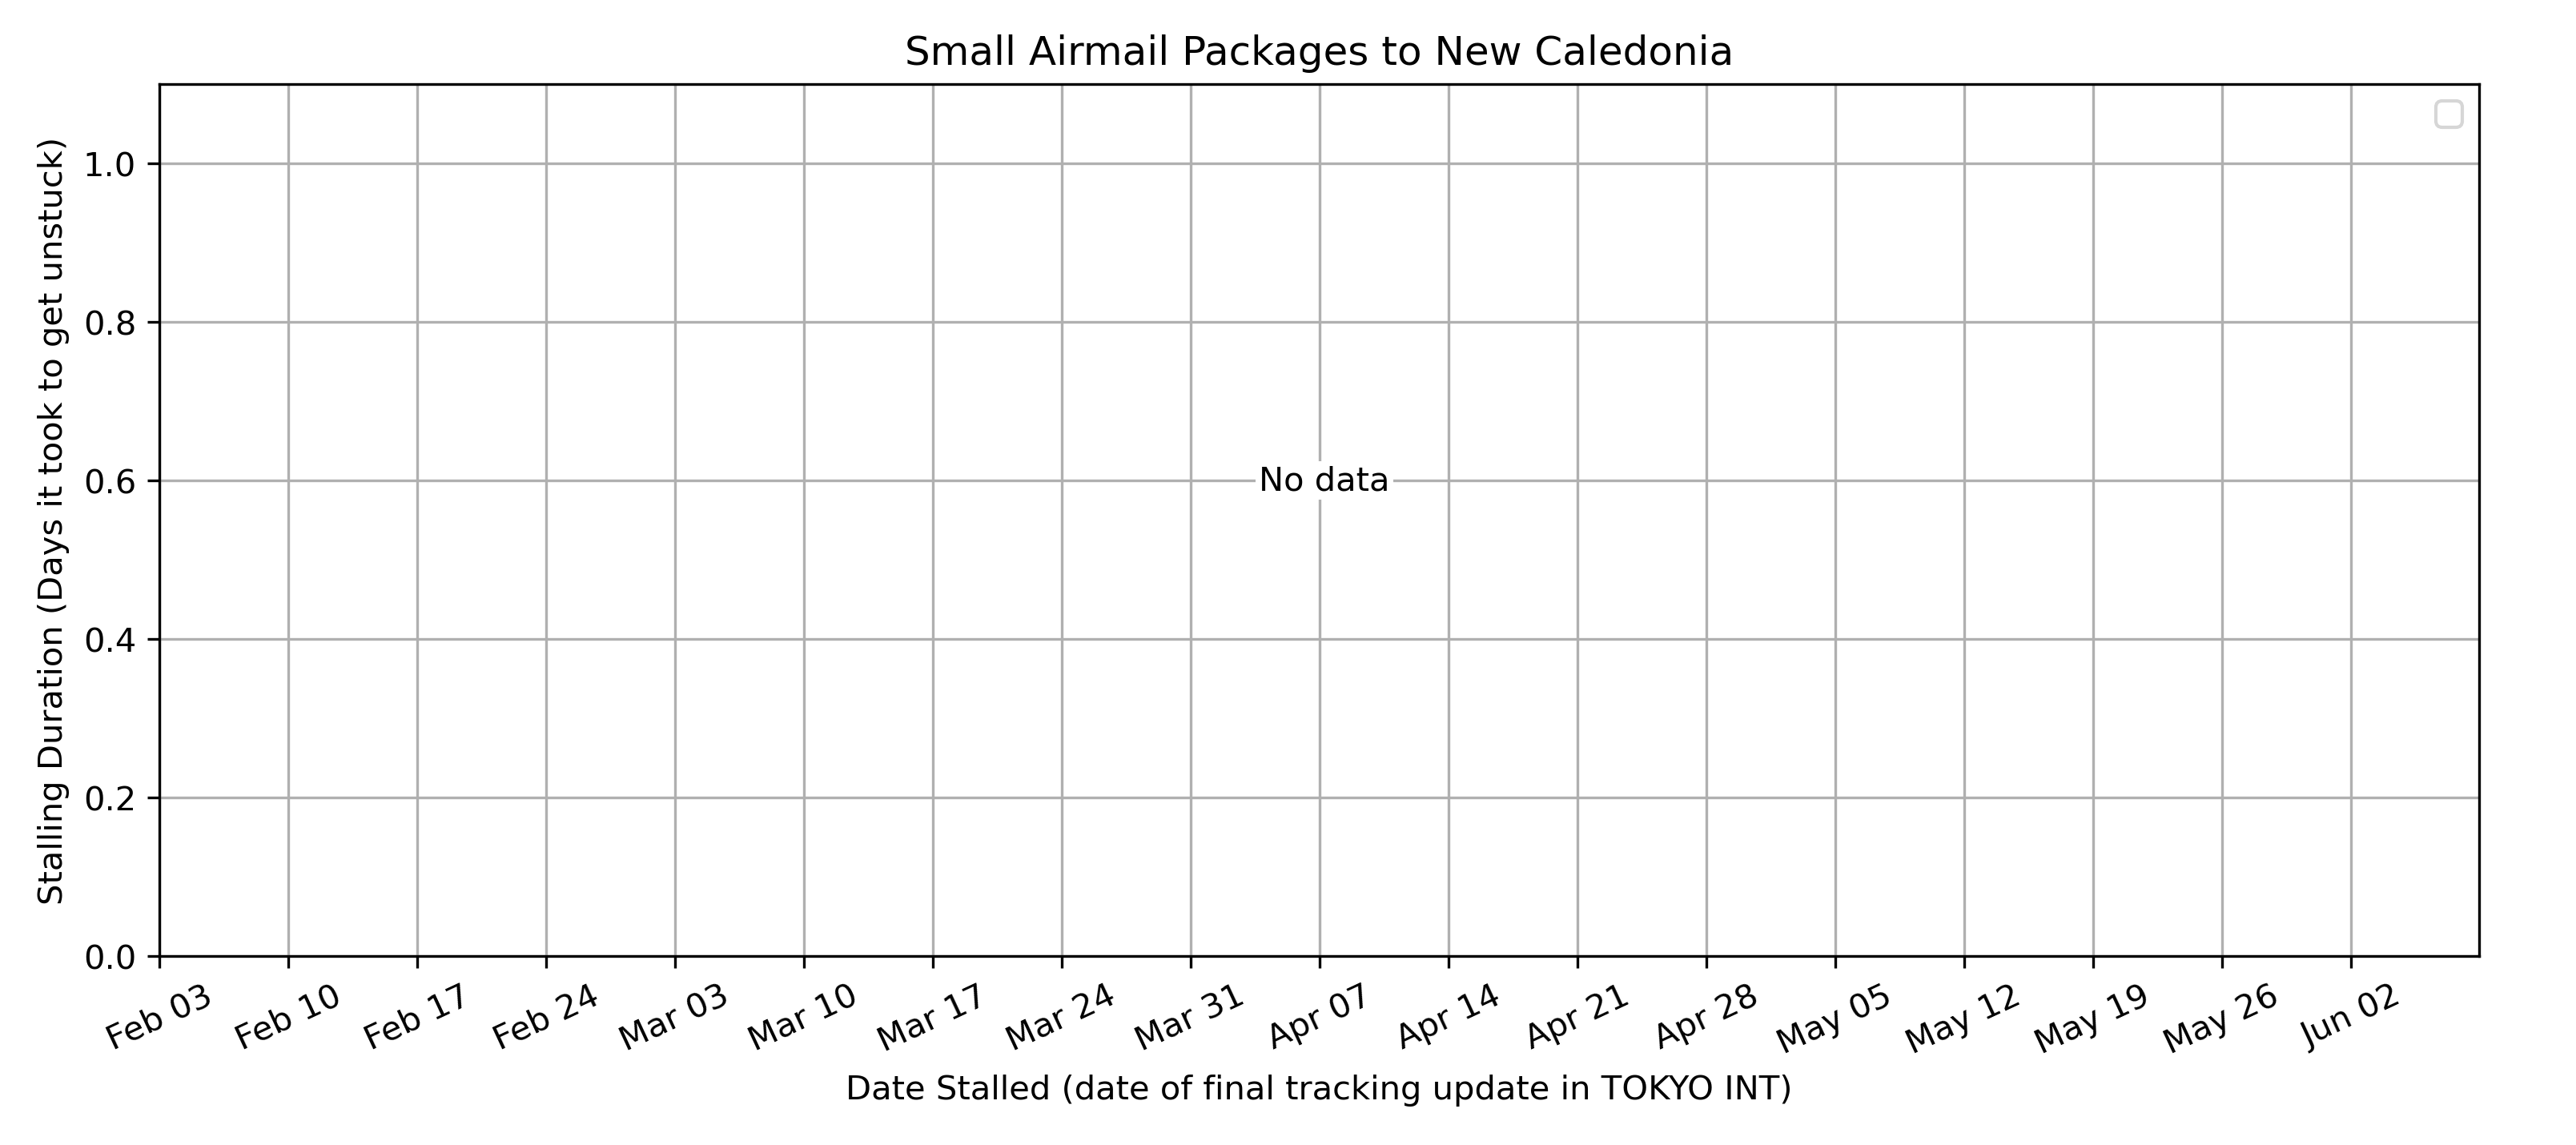 Small Airmail Packages to New Caledonia
Stalling Duration (Days it took to get unstuck)
1.0
0.8
0.6
0.4
0.2
0.0
No data
Feb 03 Feb 10 Feb 17 Feb 24 Mar 03 Mar 10 Mar 17 Mar 24 Mar 31 Apr 07 Apr 14 Apr 21 Apr 28 May 05 May 12 May 19 May 26 Jun 02
Date Stalled (date of final tracking update in TOKYO INT)